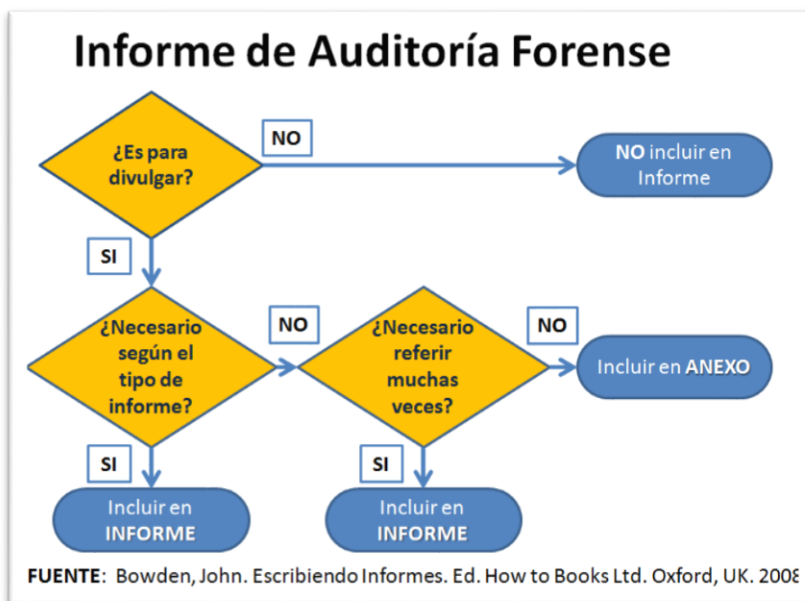 Informe de Auditoría Forense
¿Es para
divulgar?
NO
NO incluir en
Informe
SI
¿Necesario
según el
tipo de
informe?
NO
¿Necesario
referir
muchas
veces?
NO
Incluir en ANEXO
SI
Incluir en
INFORME
SI
Incluir en
INFORME
FUENTE: Bowden, John. Escribiendo Informes. Ed. How to Books Ltd. Oxford, UK. 2008